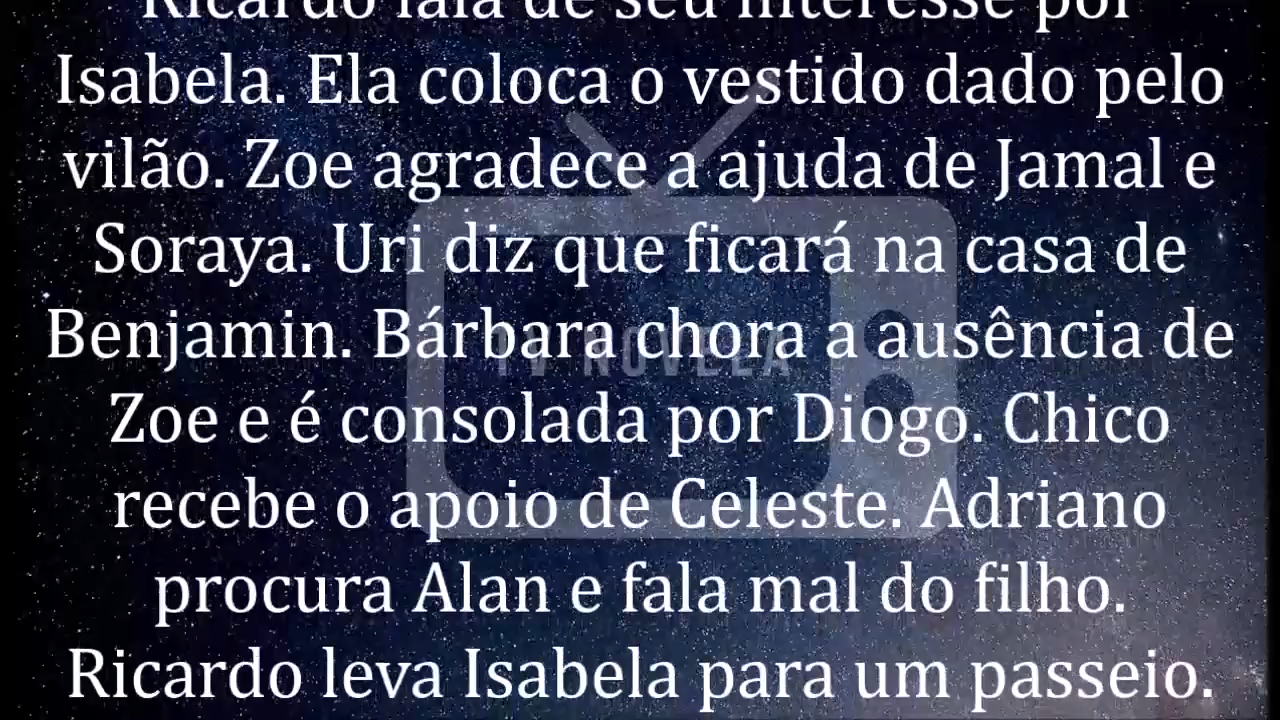 Ricardo fala de seu interesse por
Isabela. Ela coloca o vestido dado pelo
vilão. Zoe agradece a ajuda de Jamal e
Soraya. Uri diz que ficará na casa de
Benjamin. Bárbara chora a ausência de
Zoe e é consolada por Diogo. Chico
recebe o apoio de Celeste. Adriano
procura Alan e fala mal do filho.
Ricardo leva Isabela para um passeio.
TV NOVELA